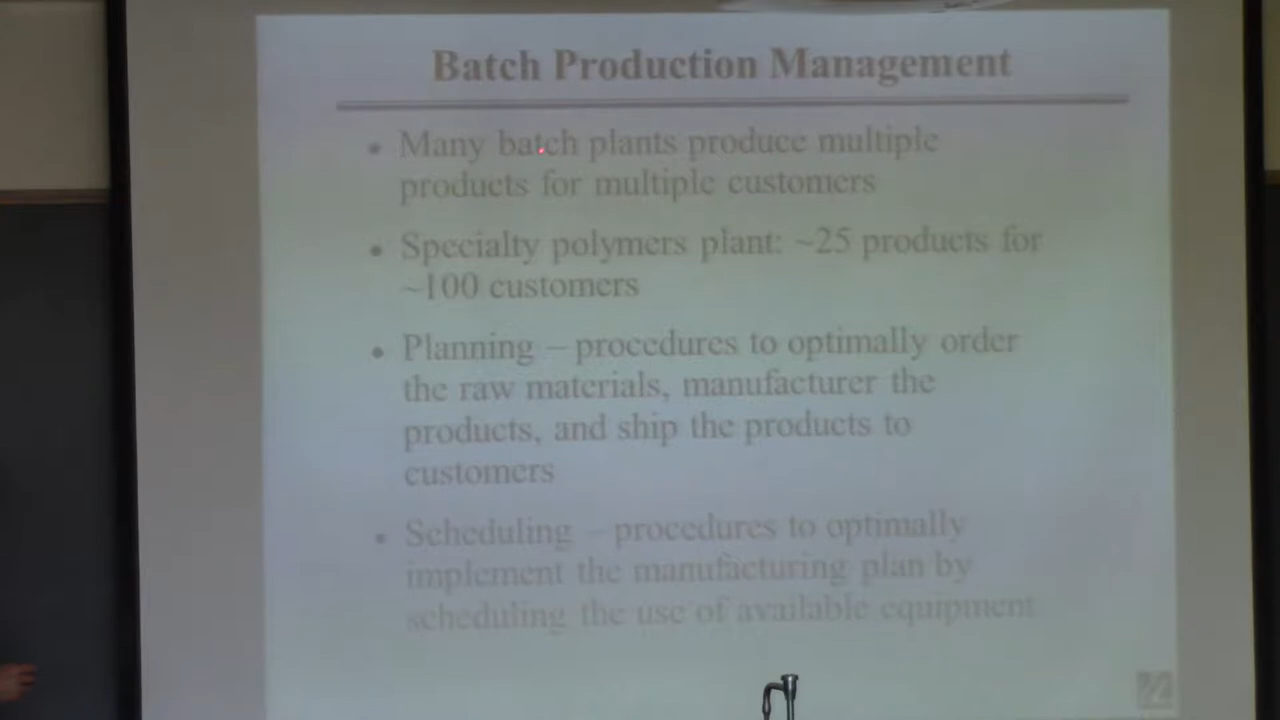 Batch Production Management
• Many batch plants produce multiple
products for multiple customers
• Specialty polymers plant: ~25 products for
~100 customers
• Planning – procedures to optimally order
the raw materials, manufacturer the
products, and ship the products to
customers
• Scheduling – procedures to optimally
implement the manufacturing plan by
scheduling the use of available equipment